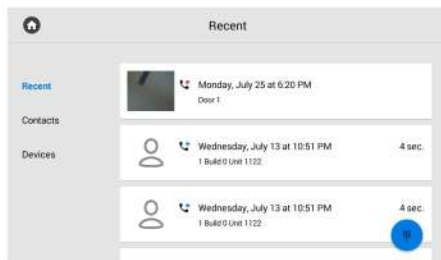 Recent
Recent
Contacts
Devices
Monday, July 25 at 6:20 PM
Door 1
Wednesday, July 13 at 10:51 PM
4 sec.
1 Build 0 Unit 1122
Wednesday, July 13 at 10:51 PM
4 sec.
1 Build 0 Unit 1122